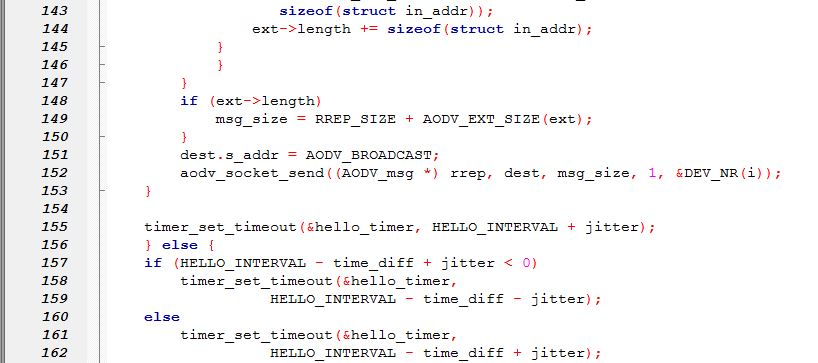 143 sizeof(struct in_addr));
144 ext->length += sizeof(struct in_addr);
145 }
146 }
147 }
148 if (ext->length)
149 msg_size = RREP_SIZE + AODV_EXT_SIZE(ext);
150 }
151 dest.s_addr = AODV_BROADCAST;
152 aodv_socket_send((AODV_msg *) rrep, dest, msg_size, 1, &DEV_NR(i));
153 }
154
155 timer_set_timeout(&hello_timer, HELLO_INTERVAL + jitter);
156 } else {
157 if (HELLO_INTERVAL - time_diff + jitter < 0)
158 timer_set_timeout(&hello_timer,
159 HELLO_INTERVAL - time_diff - jitter);
160 else
161 timer_set_timeout(&hello_timer,
162 HELLO_INTERVAL - time_diff + jitter);